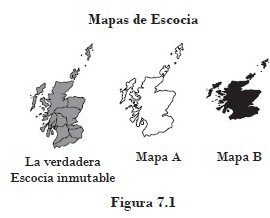 Mapas de Escocia
La verdadera
Escocia inmutable
Mapa A
Mapa B
Figura 7.1